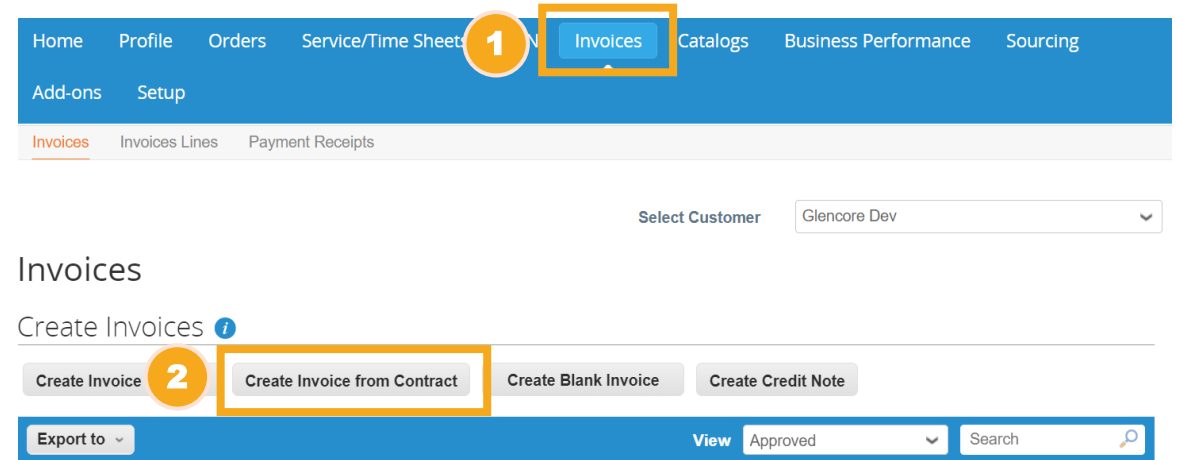 Home Profile Orders Service/Time Sheets 1 N Invoices Catalogs Business Performance Sourcing
Add-ons Setup
Invoices Invoices Lines Payment Receipts
Select Customer Glencore Dev
Invoices
Create Invoices i
Create Invoice 2 Create Invoice from Contract Create Blank Invoice Create Credit Note
Export to View Approved Search